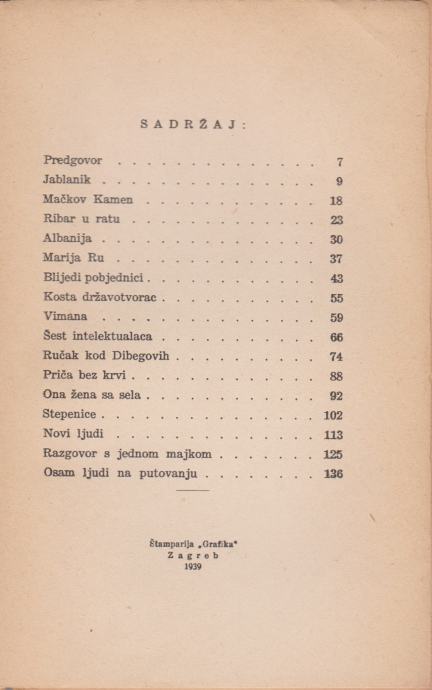 SADRŽAJ:
Predgovor . . . . . . . . . . . . . . . 7
Jablanik . . . . . . . . . . . . . . . . 9
Mačkov Kamen . . . . . . . . . . . . . 18
Ribar u ratu . . . . . . . . . . . . . . 23
Albanija . . . . . . . . . . . . . . . . 30
Marija Ru . . . . . . . . . . . . . . . 37
Blijedi pobjednici . . . . . . . . . . . . 43
Kosta državotvorac . . . . . . . . . . . 55
Vimana . . . . . . . . . . . . . . . . 59
Šest intelektualaca . . . . . . . . . . . 66
Ručak kod Dibegovih . . . . . . . . . . 74
Priča bez krvi . . . . . . . . . . . . . 88
Ona žena sa sela . . . . . . . . . . . . 92
Stepenice . . . . . . . . . . . . . . . 102
Novi ljudi . . . . . . . . . . . . . . 113
Razgovor s jednom majkom . . . . . . . 125
Osam ljudi na putovanju . . . . . . . . 136
Štamparija „Grafika“
Zagreb
1939